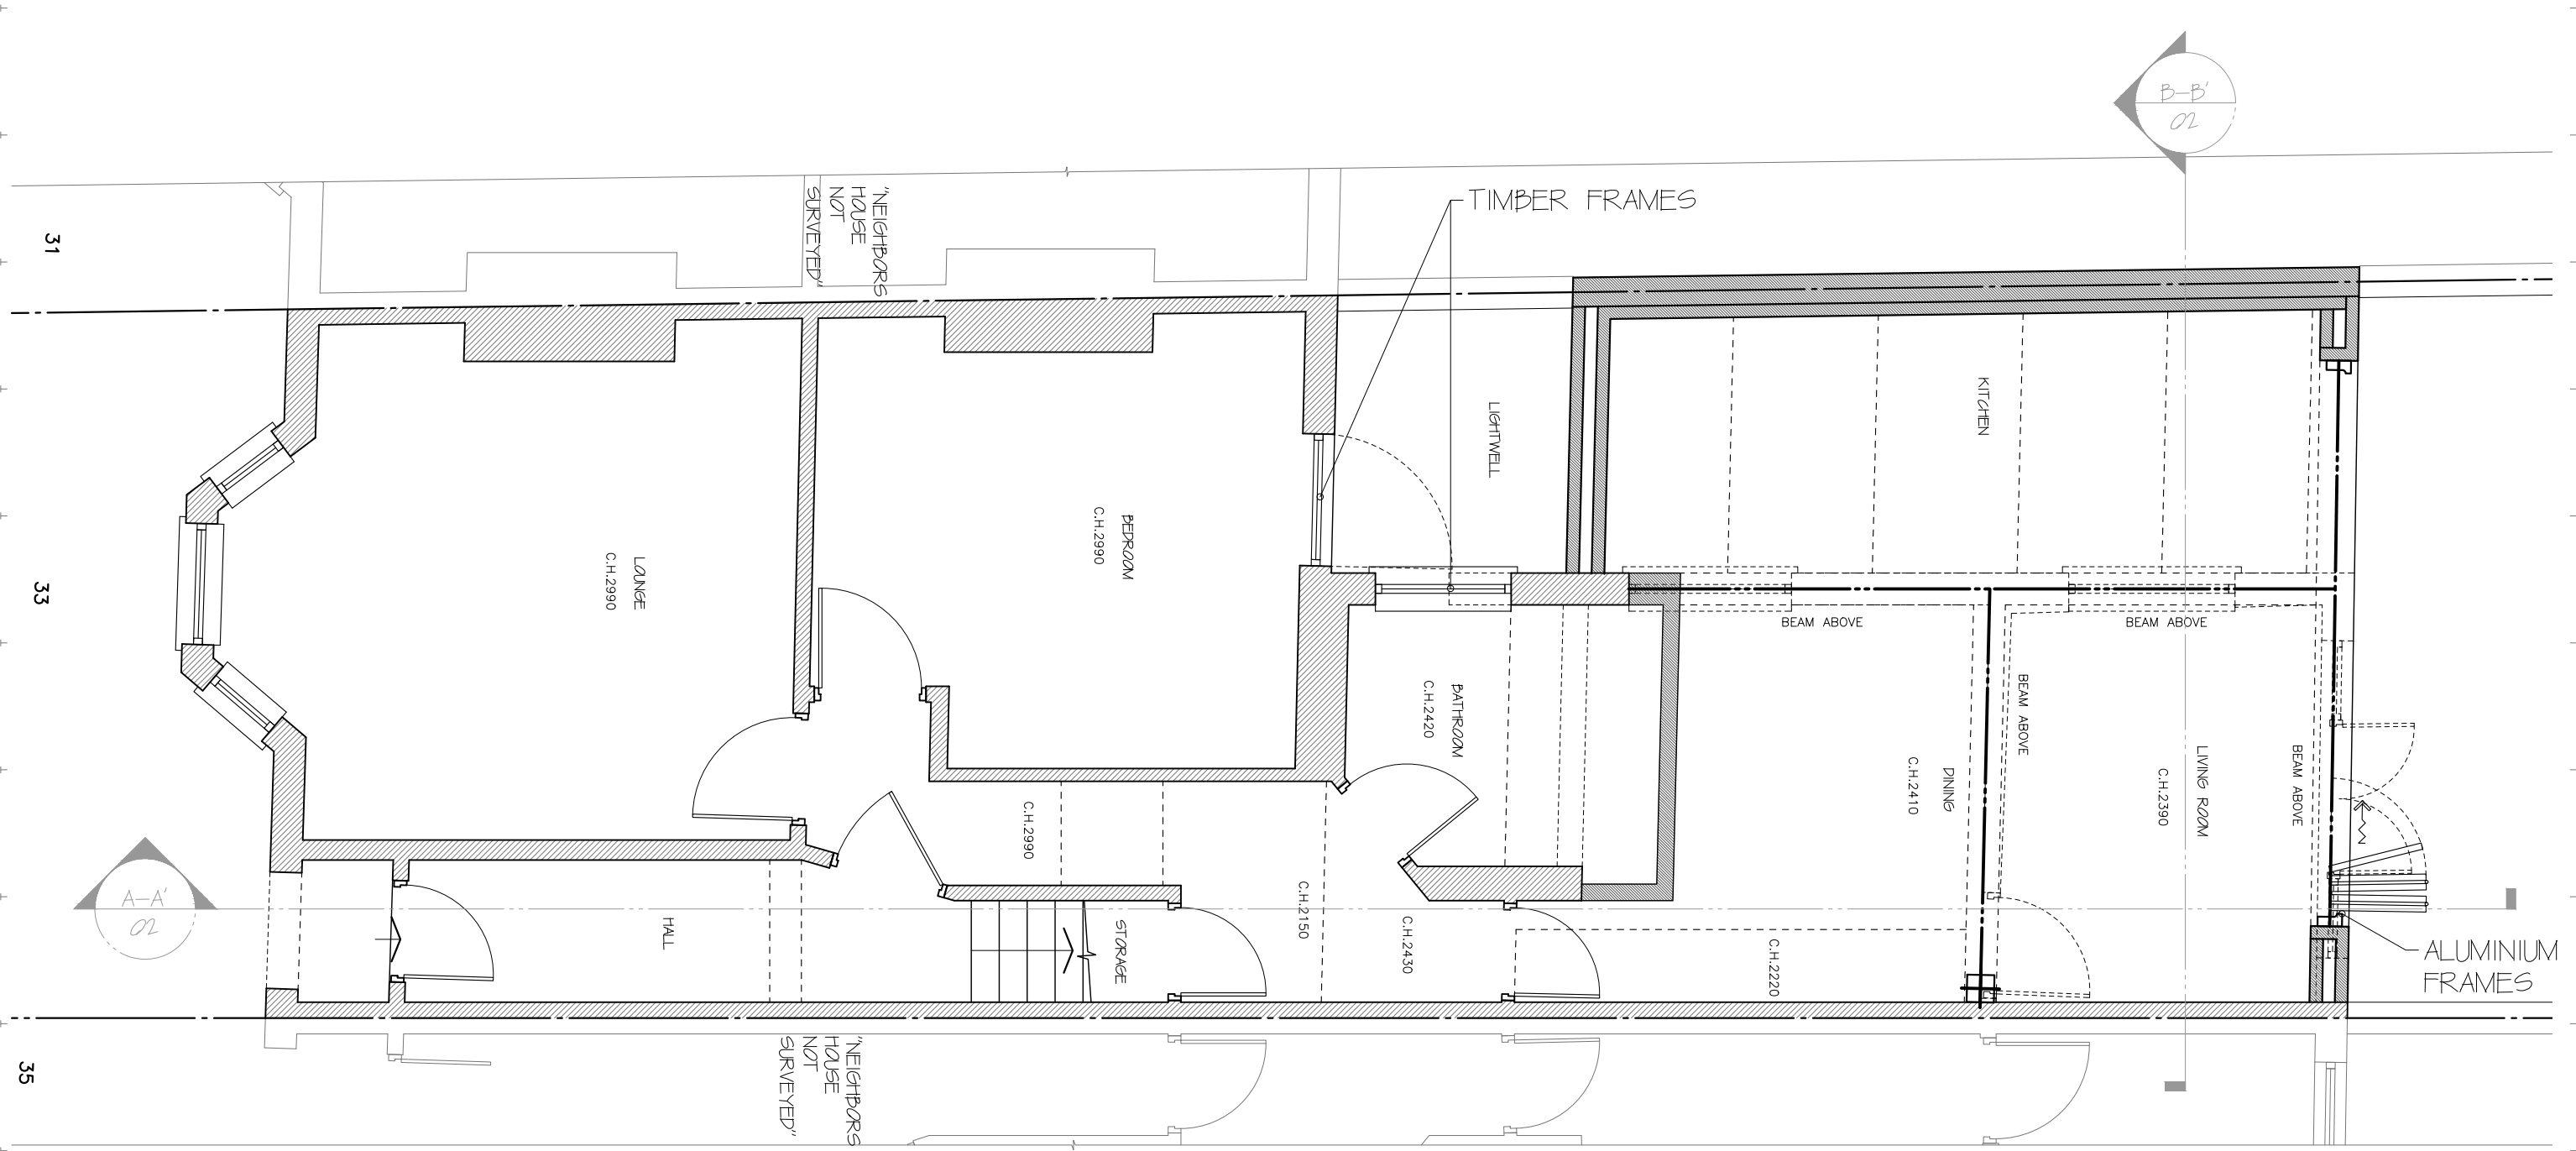 B-B'
02
TIMBER FRAMES
"NEIGHBORS
HOUSE
NOT
SURVEYED"
31
33
35
LIGHTWELL
KITCHEN
BEDROOM
C.H.2990
LOUNGE
C.H.2990
BEAM ABOVE
BEAM ABOVE
BEAM ABOVE
BEAM ABOVE
BATHROOM
C.H.2420
DINING
C.H.2410
LIVING ROOM
C.H.2390
C.H.2990
C.H.2150
C.H.2430
C.H.2220
A-A'
02
HALL
STORAGE
ALUMINIUM
FRAMES
"NEIGHBORS
HOUSE
NOT
SURVEYED"